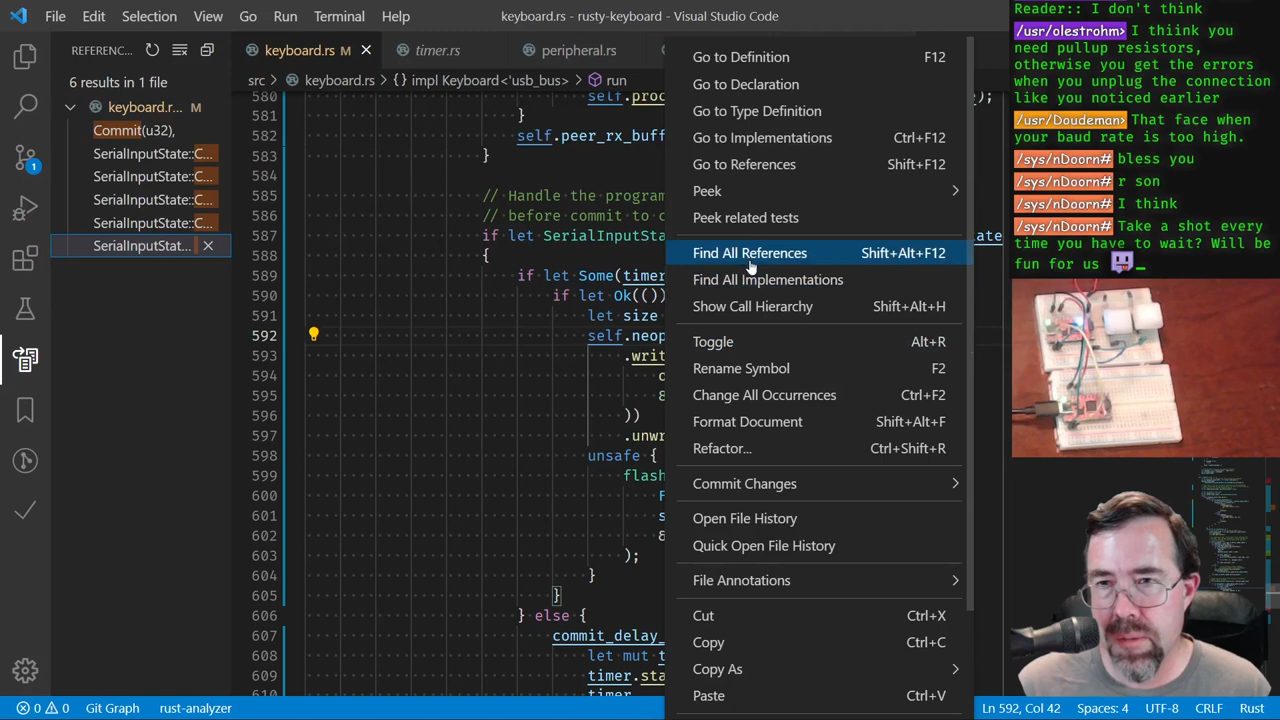 File Edit Selection View Go Run Terminal Help
keyboard.rs - rusty-keyboard - Visual Studio Code
REFERENC...
keyboard.rs M
timer.rs
peripheral.rs
src > keyboard.rs > {} impl Keyboard<'usb_bus> > run
6 results in 1 file
keyboard.r... M
Commit(u32),
SerialInputState::C...
SerialInputState::C...
SerialInputState::C...
SerialInputState::C...
SerialInputStat...
1
580 self.proc );
581 }
582 self.peer_rx_buff
583 }
584
585 // Handle the program
586 // before commit to c
587 if let SerialInputSta ate
588 {
589 if let Some(timer
590 if let Ok(())
591 let size
592 self.neop
593 .writ
594 o
595 &
596 ))
597 .unw
598 unsafe {
599 flash
600 F
601 s
602 &
603 );
604 }
605 }
606 } else {
607 commit_delay_
608 let mut t
609 timer.sta
610 timer
Go to Definition F12
Go to Declaration
Go to Type Definition
Go to Implementations Ctrl+F12
Go to References Shift+F12
Peek
Peek related tests
Find All References Shift+Alt+F12
Find All Implementations
Show Call Hierarchy Shift+Alt+H
Toggle Alt+R
Rename Symbol F2
Change All Occurrences Ctrl+F2
Format Document Shift+Alt+F
Refactor... Ctrl+Shift+R
Commit Changes
Open File History
Quick Open File History
File Annotations
Cut Ctrl+X
Copy Ctrl+C
Copy As
Paste Ctrl+V
0 0 Git Graph rust-analyzer
Ln 592, Col 42 Spaces: 4 UTF-8 CRLF Rust
Reader:: I don't think
/usr/olestrohm> I thiink you
need pullup resistors,
otherwise you get the errors
when you unplug the connection
like you noticed earlier
/usr/Doudeman> That face when
your baud rate is too high.
/sys/nDoorn# bless you
/sys/nDoorn# r son
/sys/nDoorn# I think
/sys/nDoorn# Take a shot every
time you have to wait? Will be
fun for us